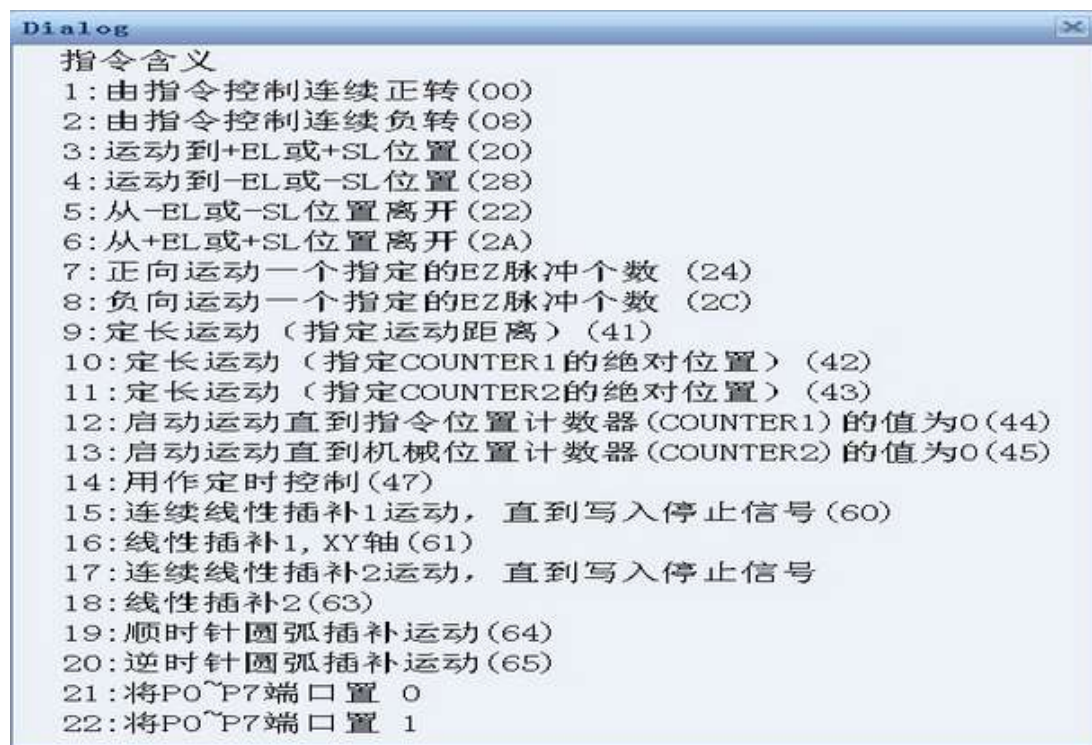 Dialog
指令含义
1:由指令控制连续正转(00)
2:由指令控制连续负转(08)
3:运动到+EL或+SL位置(20)
4:运动到-EL或-SL位置(28)
5:从-EL或-SL位置离开(22)
6:从+EL或+SL位置离开(2A)
7:正向运动一个指定的EZ脉冲个数 (24)
8:负向运动一个指定的EZ脉冲个数 (2C)
9:定长运动（指定运动距离）(41)
10:定长运动（指定COUNTER1的绝对位置）(42)
11:定长运动（指定COUNTER2的绝对位置）(43)
12:启动运动直到指令位置计数器(COUNTER1)的值为0(44)
13:启动运动直到机械位置计数器(COUNTER2)的值为0(45)
14:用作定时控制(47)
15:连续线性插补1运动，直到写入停止信号(60)
16:线性插补1,XY轴(61)
17:连续线性插补2运动，直到写入停止信号
18:线性插补2(63)
19:顺时针圆弧插补运动(64)
20:逆时针圆弧插补运动(65)
21:将P0~P7端口置 0
22:将P0~P7端口置 1